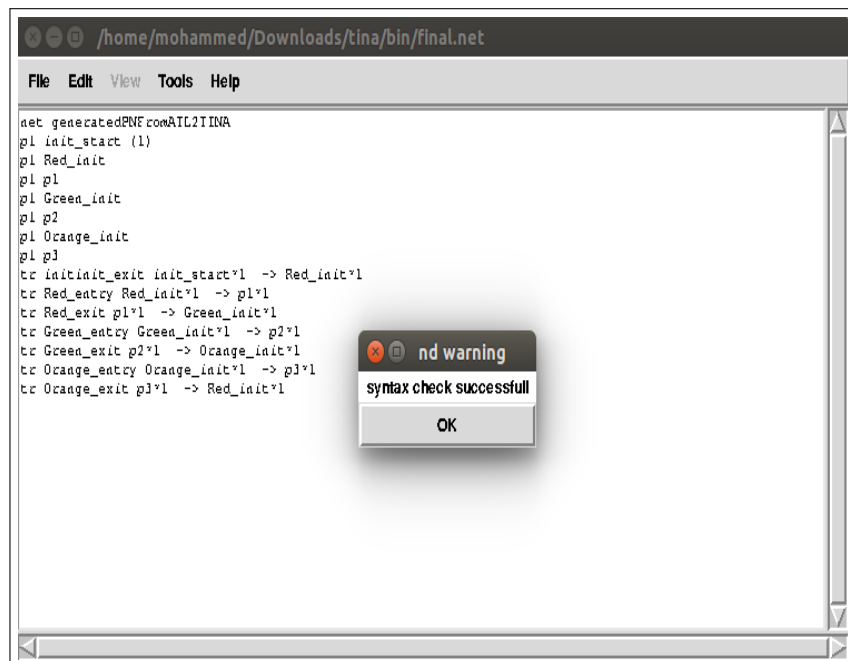 /home/mohammed/Downloads/tina/bin/final.net
File Edit View Tools Help
net generatedPNFromATL2TINA
pl init_start (1)
pl Red_init
pl p1
pl Green_init
pl p2
pl Orange_init
pl p3
tr initinit_exit init_start*1 -> Red_init*1
tr Red_entry Red_init*1 -> p1*1
tr Red_exit p1*1 -> Green_init*1
tr Green_entry Green_init*1 -> p2*1
tr Green_exit p2*1 -> Orange_init*1
tr Orange_entry Orange_init*1 -> p3*1
tr Orange_exit p3*1 -> Red_init*1
nd warning
syntax check successfull
OK